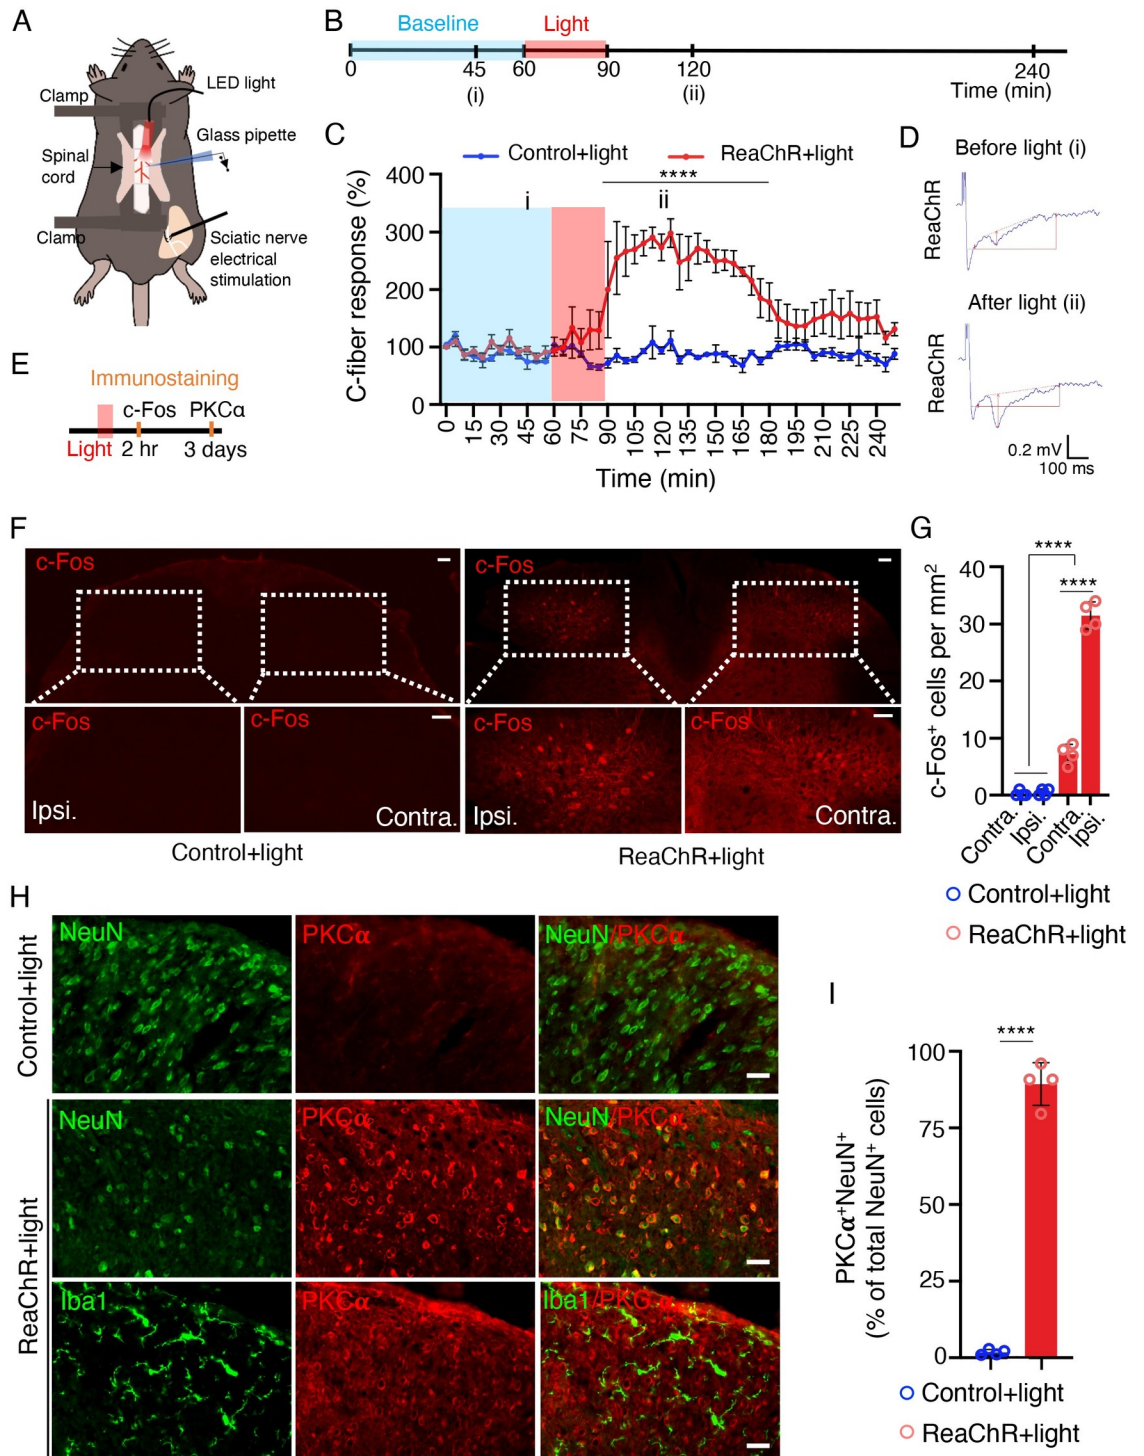 A
LED light
Clamp
Glass pipette
Spinal
cord
Clamp
Sciatic nerve
electrical
stimulation
B
Baseline
Light
0
45
60
90
120
240
(i)
(ii)
Time (min)
C
Control+light
ReaChR+light
****
i
ii
C-fiber response (%)
400
300
200
100
0
0
15
30
45
60
75
90
105
120
135
150
165
180
195
210
225
240
Time (min)
D
Before light (i)
ReaChR
After light (ii)
ReaChR
0.2 mV
100 ms
E
Immunostaining
c-Fos PKCα
Light 2 hr 3 days
F
c-Fos
c-Fos
c-Fos
c-Fos
c-Fos
c-Fos
Ipsi.
Contra.
Ipsi.
Contra.
Control+light
ReaChR+light
G
****
****
c-Fos⁺ cells per mm²
40
30
20
10
0
Contra.
Ipsi.
Contra.
Ipsi.
Control+light
ReaChR+light
H
Control+light
NeuN
PKCα
NeuN/PKCα
ReaChR+light
NeuN
PKCα
NeuN/PKCα
Iba1
PKCα
Iba1/PKCα
I
****
PKCα⁺NeuN⁺
(% of total NeuN⁺ cells)
100
75
50
25
0
Control+light
ReaChR+light